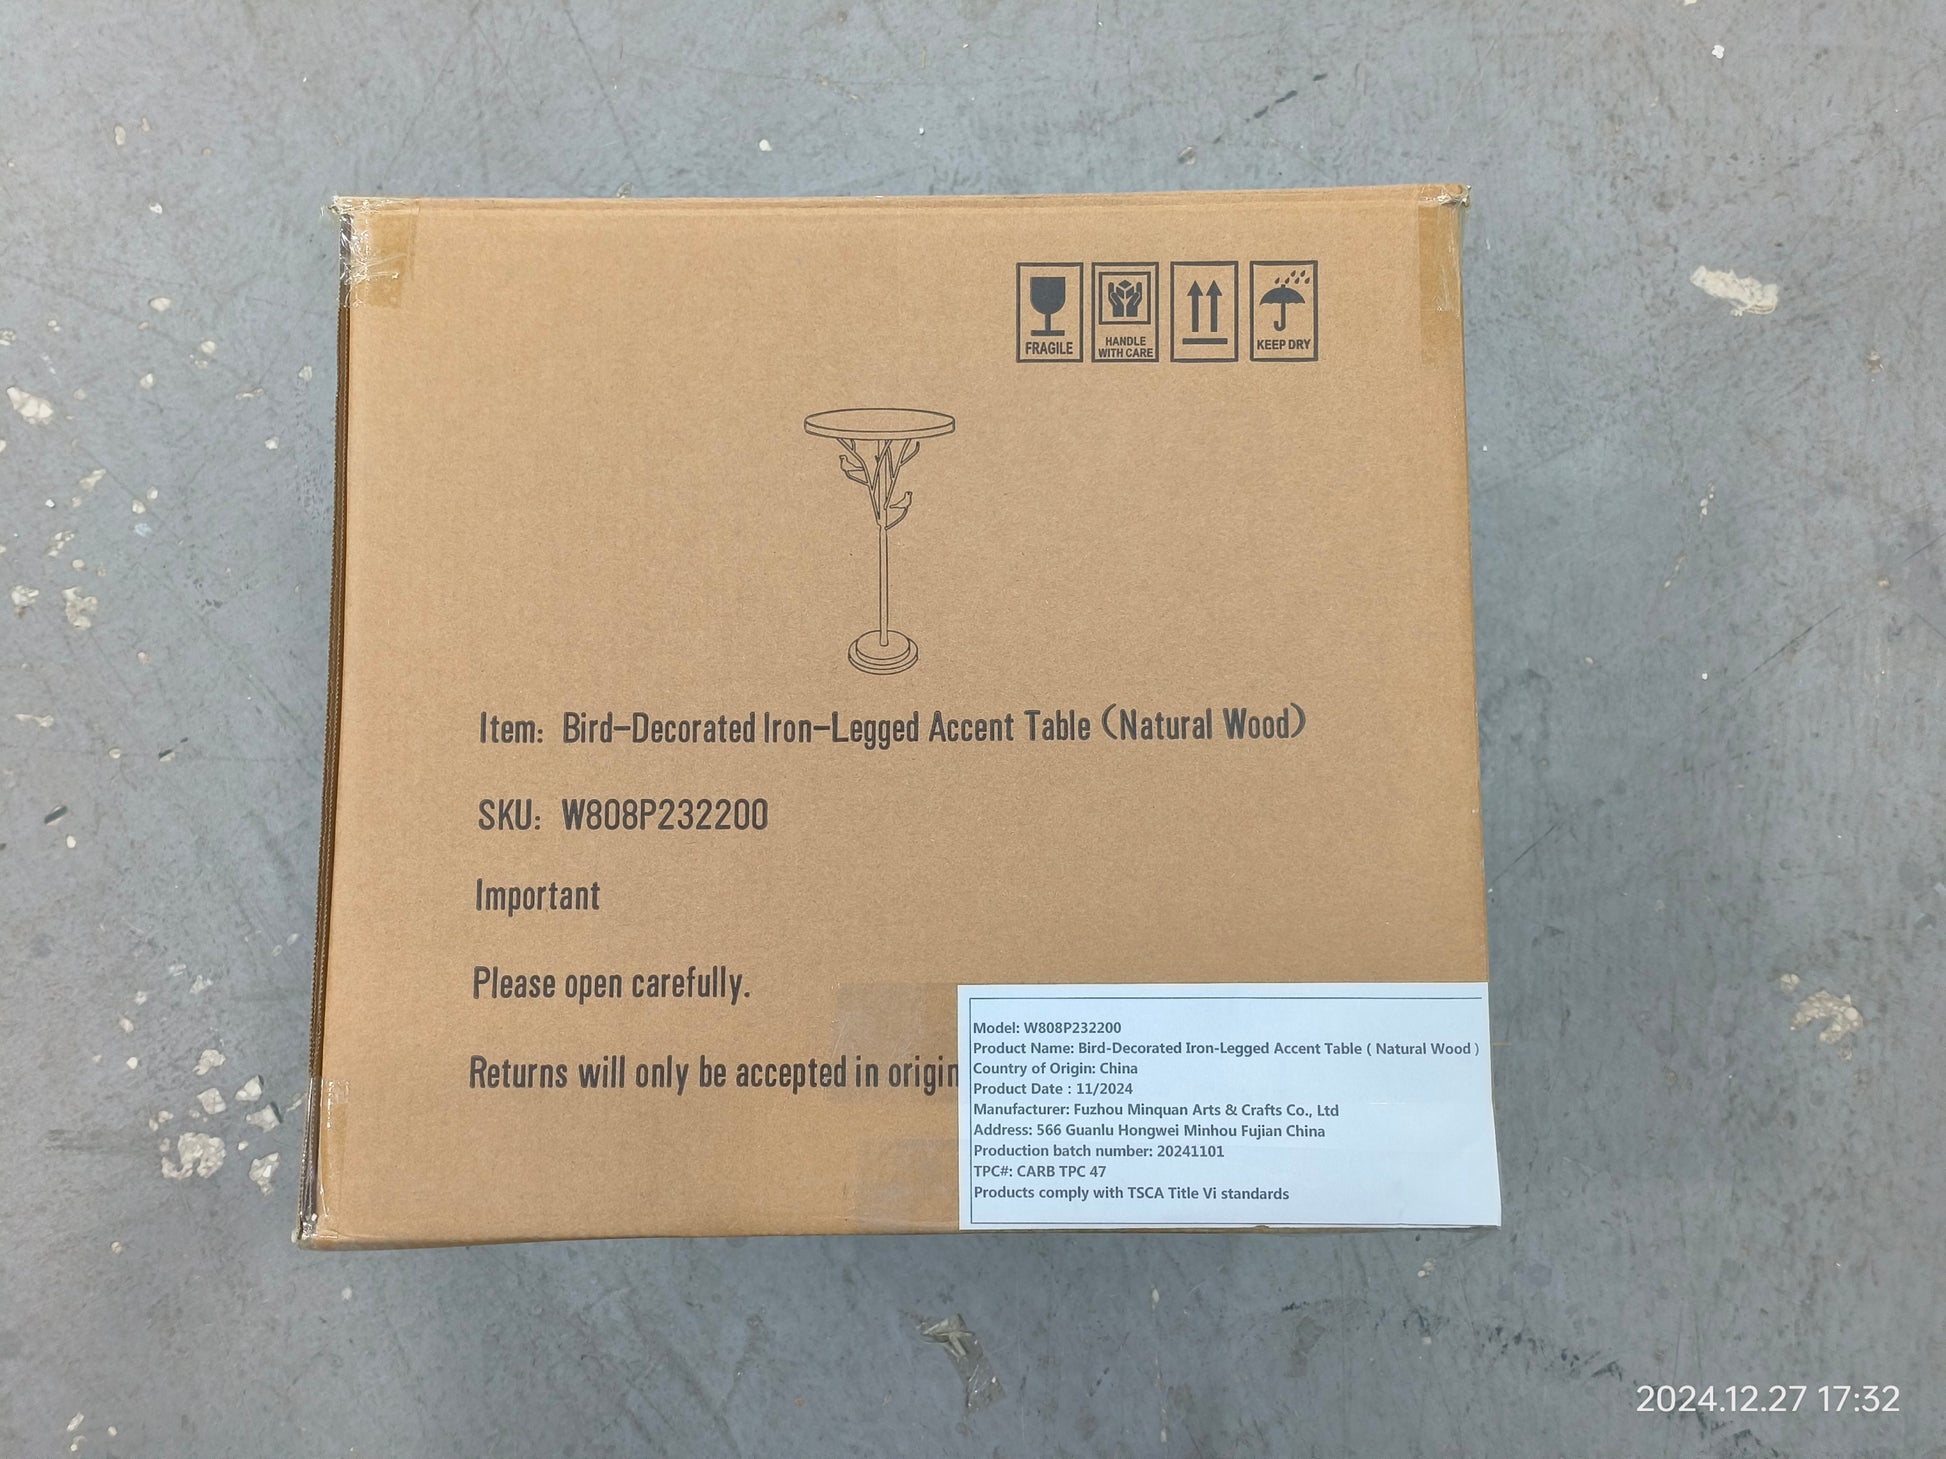 FRAGILE
HANDLE
WITH CARE
KEEP DRY
Item: Bird-Decorated Iron-Legged Accent Table (Natural Wood)
SKU: W808P232200
Important
Please open carefully.
Returns will only be accepted in origin
Model: W808P232200
Product Name: Bird-Decorated Iron-Legged Accent Table ( Natural Wood )
Country of Origin: China
Product Date : 11/2024
Manufacturer: Fuzhou Minquan Arts & Crafts Co., Ltd
Address: 566 Guanlu Hongwei Minhou Fujian China
Production batch number: 20241101
TPC#: CARB TPC 47
Products comply with TSCA Title Vi standards
2024.12.27 17:32